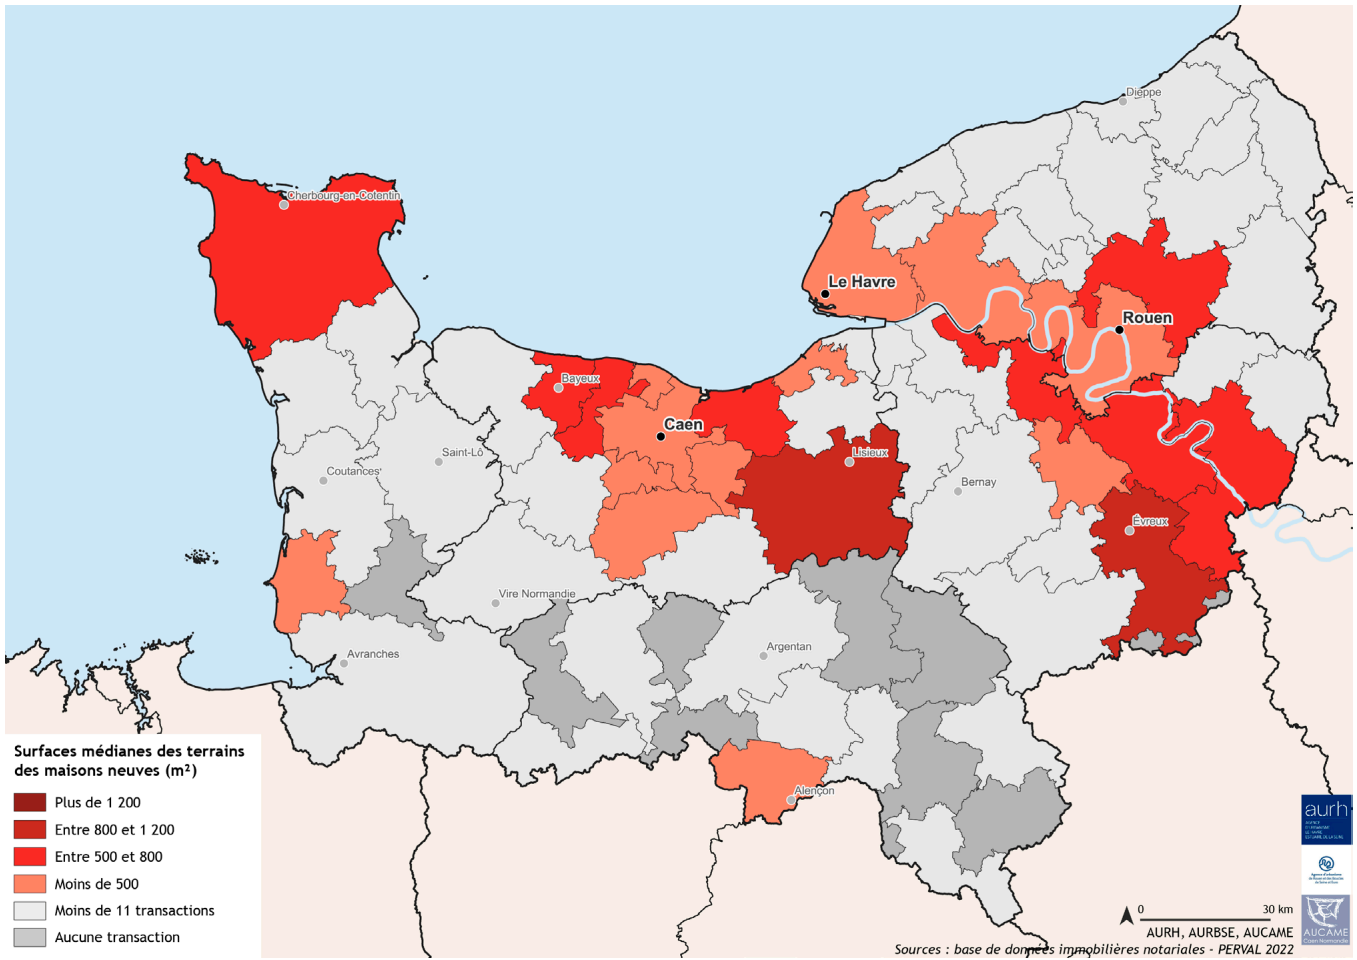 Dieppe
Cherbourg-en-Cotentin
Le Havre
Rouen
Bayeux
Caen
Saint-Lô
Lisieux
Coutances
Bernay
Évreux
Vire Normandie
Argentan
Avranches
Alençon
Surfaces médianes des terrains
des maisons neuves (m²)
Plus de 1 200
Entre 800 et 1 200
Entre 500 et 800
Moins de 500
Moins de 11 transactions
Aucune transaction
aurh
0 30 km
AURH, AURBSE, AUCAME
Sources : base de données immobilières notariales - PERVAL 2022
AUCAME
Caen Normandie